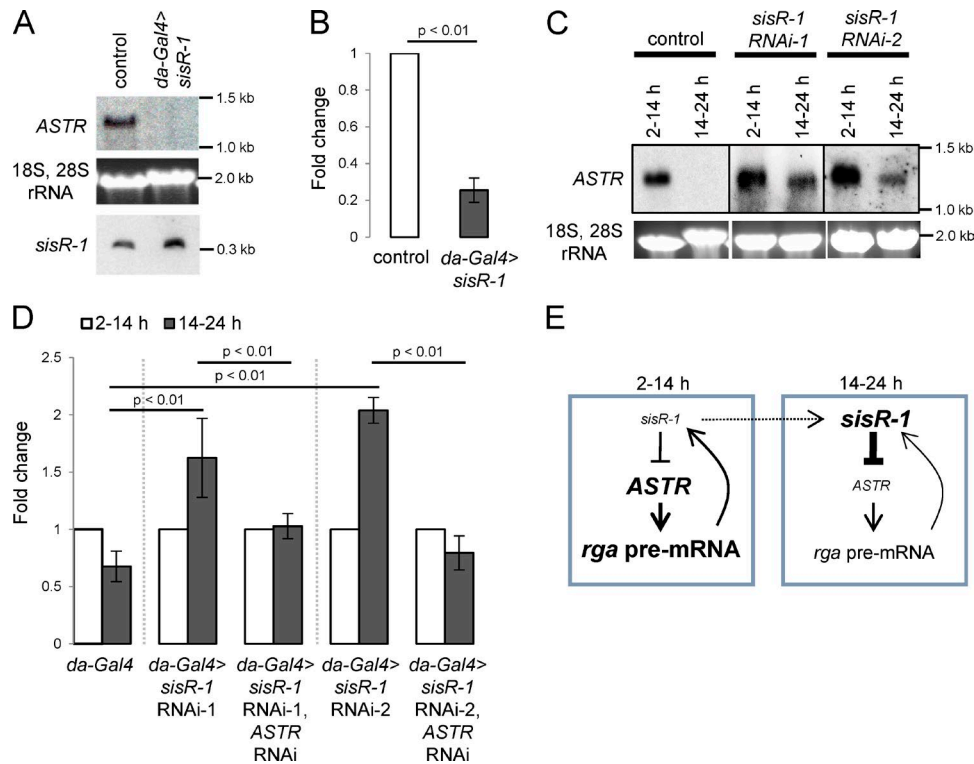 A
control
da-Gal4>
sisR-1
ASTR
1.5 kb
1.0 kb
18S, 28S
rRNA
2.0 kb
sisR-1
0.3 kb
B
p < 0.01
Fold change
1
0.8
0.6
0.4
0.2
0
control
da-Gal4>
sisR-1
C
control
sisR-1
RNAi-1
sisR-1
RNAi-2
2-14 h
14-24 h
2-14 h
14-24 h
2-14 h
14-24 h
ASTR
1.5 kb
1.0 kb
18S, 28S
rRNA
2.0 kb
D
2-14 h
14-24 h
p < 0.01
p < 0.01
p < 0.01
p < 0.01
Fold change
2.5
2
1.5
1
0.5
0
da-Gal4
da-Gal4>
sisR-1
RNAi-1
da-Gal4>
sisR-1
RNAi-1,
ASTR
RNAi
da-Gal4>
sisR-1
RNAi-2
da-Gal4>
sisR-1
RNAi-2,
ASTR
RNAi
E
2-14 h
sisR-1
ASTR
rga pre-mRNA
14-24 h
sisR-1
ASTR
rga pre-mRNA